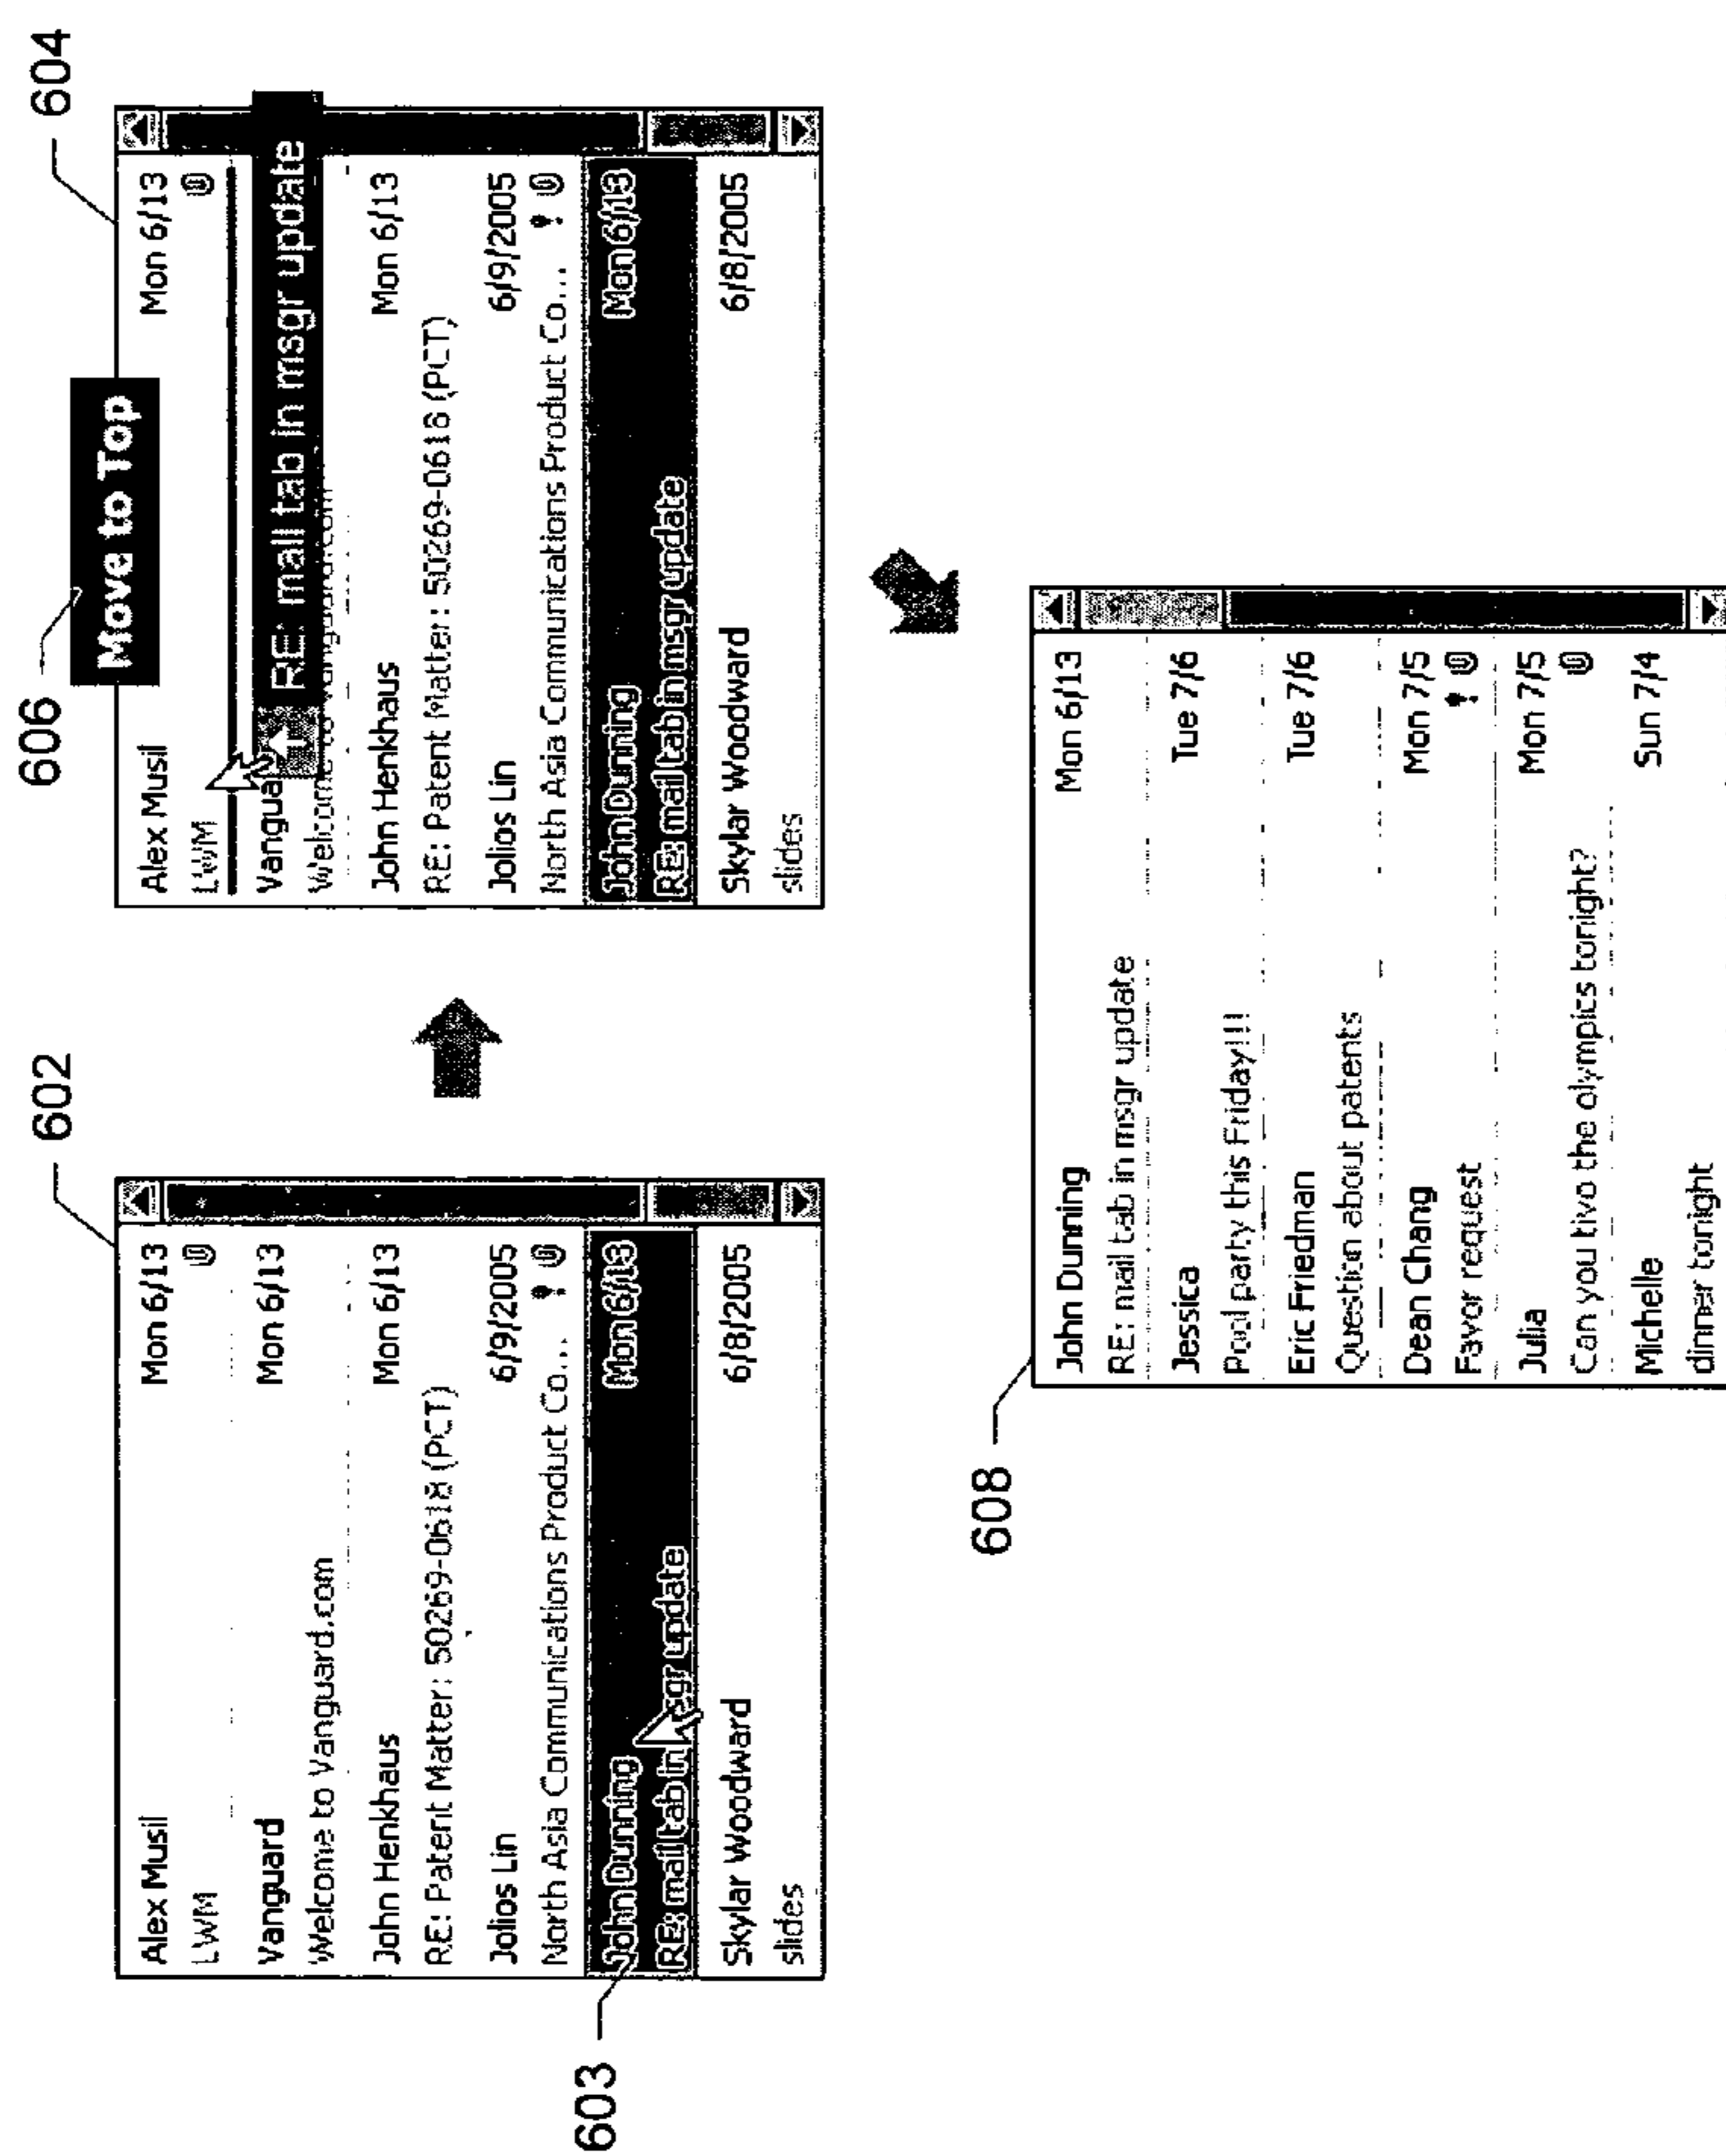 602
Alex Musil Mon 6/13
LWM
Vanguard Mon 6/13
Welcome to Vanguard.com
John Henkhaus Mon 6/13
RE: Patent Matter: 50269-0618 (PCT)
Jolios Lin 6/9/2005
North Asia Communications Product Co... !
603
John Dunning Mon 6/13
RE: mail tab in msgr update
Skylar Woodward 6/8/2005
slides
604
606
Move to Top
Alex Musil Mon 6/13
LWM
RE: mail tab in msgr update
Welcome to Vanguard.com
John Henkhaus Mon 6/13
RE: Patent Matter: 50269-0618 (PCT)
Jolios Lin 6/9/2005
North Asia Communications Product Co... !
John Dunning Mon 6/13
RE: mail tab in msgr update
Skylar Woodward 6/8/2005
slides
608
John Dunning Mon 6/13
RE: mail tab in msgr update
Jessica Tue 7/6
Pool party this Friday!!!
Eric Friedman Tue 7/6
Question about patents
Dean Chang Mon 7/5
Favor request !
Julia Mon 7/5
Can you tivo the olympics tonight?
Michelle Sun 7/4
dinner tonight